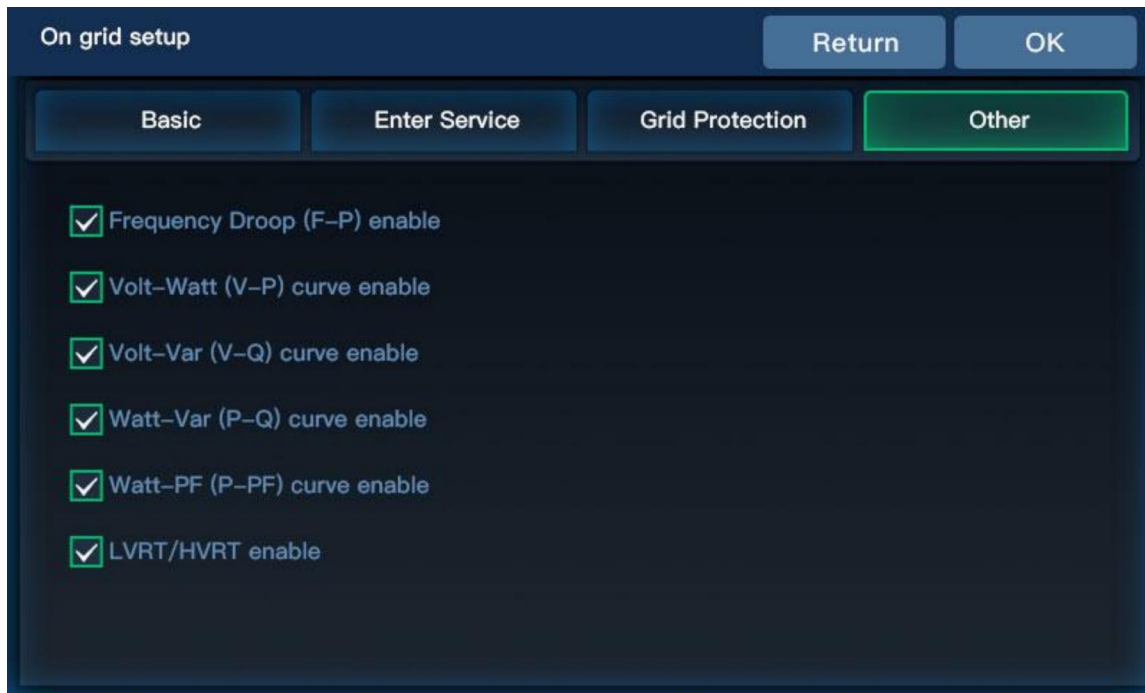 On grid setup
Return
OK
Basic
Enter Service
Grid Protection
Other
Frequency Droop (F-P) enable
Volt-Watt (V-P) curve enable
Volt-Var (V-Q) curve enable
Watt-Var (P-Q) curve enable
Watt-PF (P-PF) curve enable
LVRT/HVRT enable